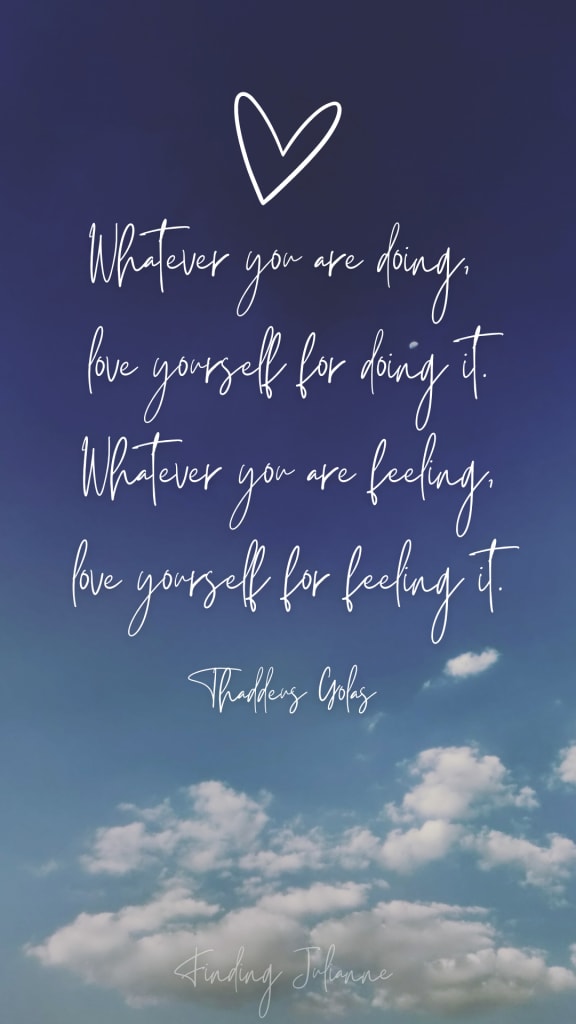 Whatever you are doing,
love yourself for doing it.
Whatever you are feeling,
love yourself for feeling it.
Thaddeus Golas
Finding Julianne